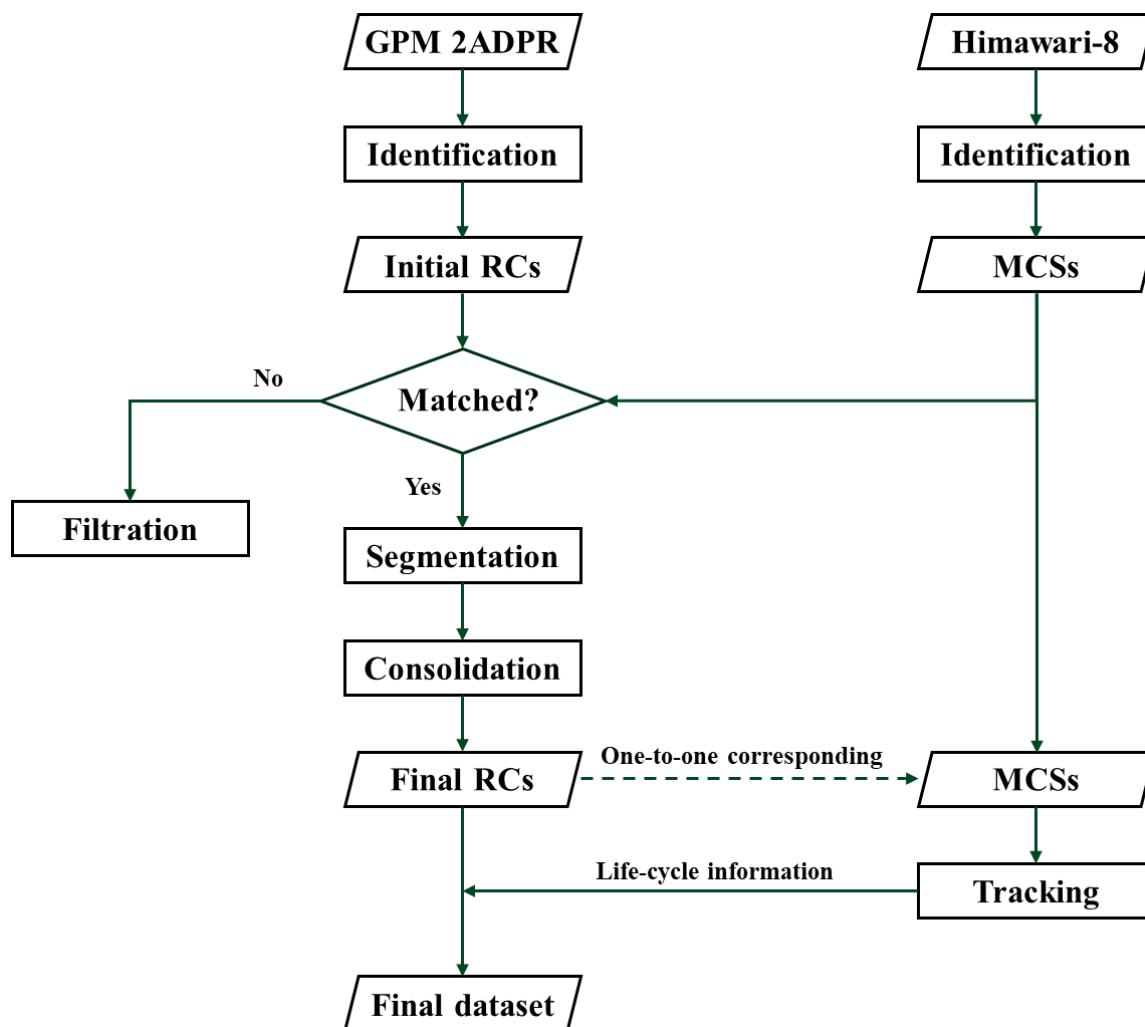 GPM 2ADPR
Himawari-8
Identification
Identification
Initial RCs
MCSs
No
Matched?
Yes
Filtration
Segmentation
Consolidation
One-to-one corresponding
Final RCs
MCSs
Life-cycle information
Tracking
Final dataset